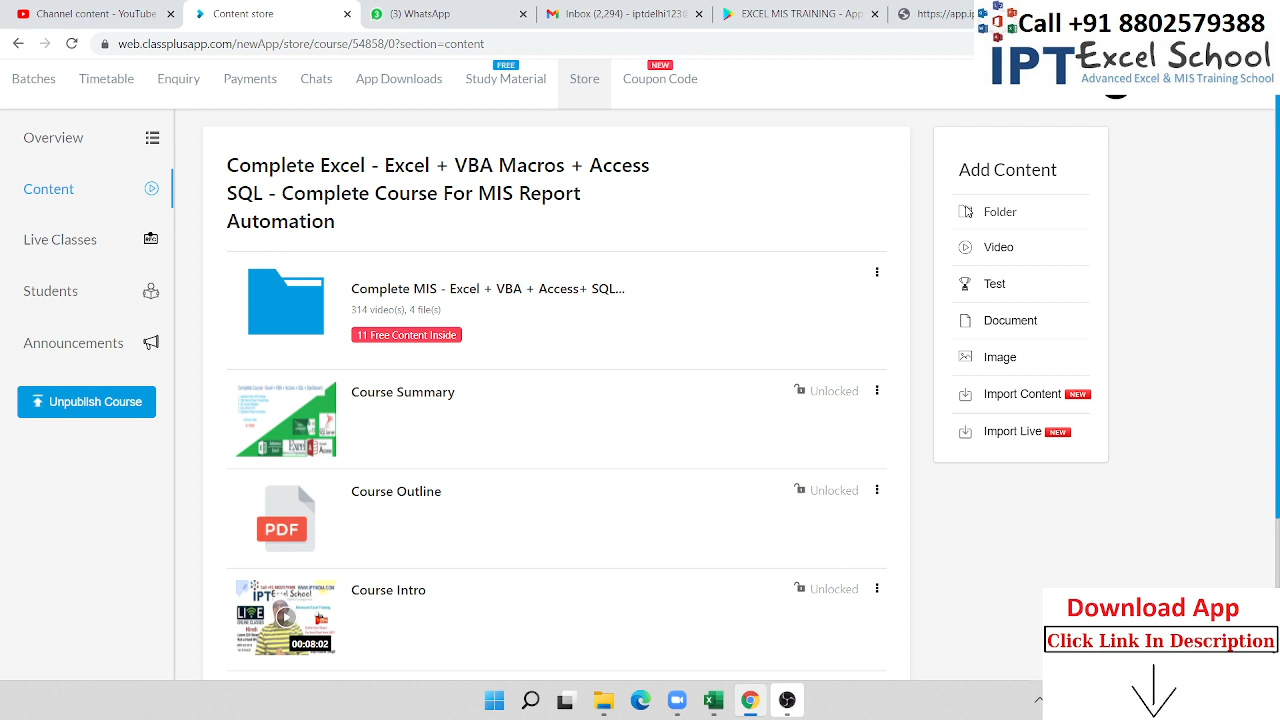 Channel content - YouTube
Content store
(3) WhatsApp
Inbox (2,294) - iptdelhi123@
EXCEL MIS TRAINING - App
https://app.ip
Call +91 8802579388
IPT Excel School
Advanced Excel & MIS Training School
web.classplusapp.com/newApp/store/course/54858/0?section=content
FREE
NEW
Batches Timetable Enquiry Payments Chats App Downloads Study Material Store Coupon Code
Overview
Content
Live Classes
Students
Announcements
Unpublish Course
Complete Excel - Excel + VBA Macros + Access
SQL - Complete Course For MIS Report
Automation
Complete MIS - Excel + VBA + Access+ SQL...
314 video(s), 4 file(s)
11 Free Content Inside
Course Summary
Unlocked
Course Outline
Unlocked
PDF
Course Intro
Unlocked
IPT Excel School
LIVE
00:08:02
Add Content
Folder
Video
Test
Document
Image
Import Content NEW
Import Live NEW
Download App
Click Link In Description